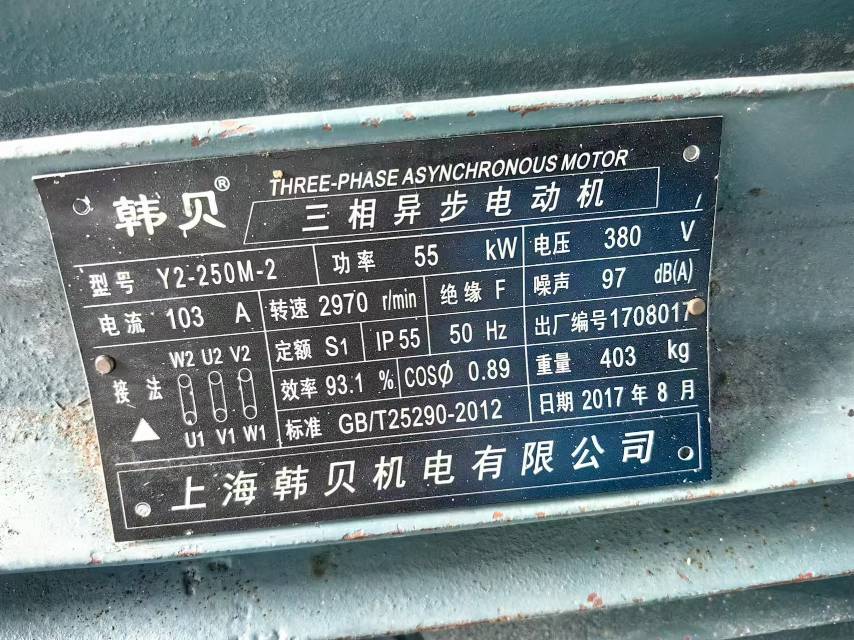 THREE-PHASE ASYNCHRONOUS MOTOR
韩贝® 三相异步电动机
型号 Y2-250M-2 功率 55 kW 电压 380 V
电流 103 A 转速 2970 r/min 绝缘 F 噪声 97 dB(A)
接法 W2 U2 V2 定额 S1 IP 55 50 Hz 出厂编号 1708017
效率 93.1 % COSØ 0.89 重量 403 kg
△ U1 V1 W1 标准 GB/T25290-2012 日期 2017 年 8 月
上海韩贝机电有限公司